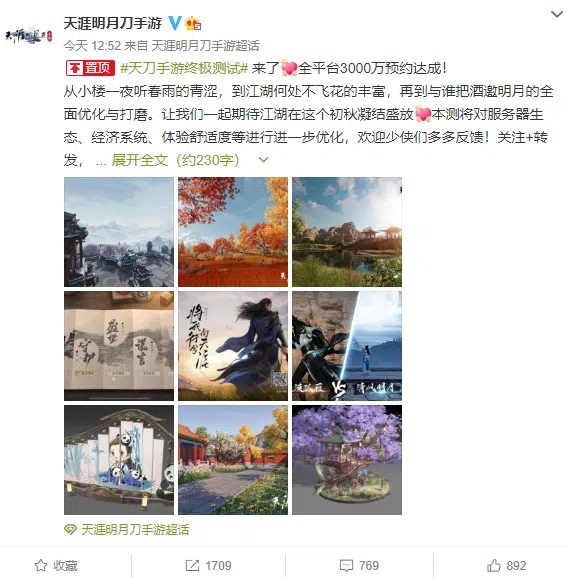 天涯明月刀手游
今天 12:52 来自 天涯明月刀手游超话
置顶 #天刀手游终极测试# 来了💘全平台3000万预约达成!
从小楼一夜听春雨的青涩，到江湖何处不飞花的丰富，再到与谁把酒邀明月的全
面优化与打磨。让我们一起期待江湖在这个初秋凝结盛放💘本测将对服务器生
态、经济系统、体验舒适度等进行进一步优化，欢迎少侠们多多反馈！关注+转
发， ... 展开全文（约230字）
守护
VS
清风明月
天涯明月刀手游超话
收藏
1709
769
892